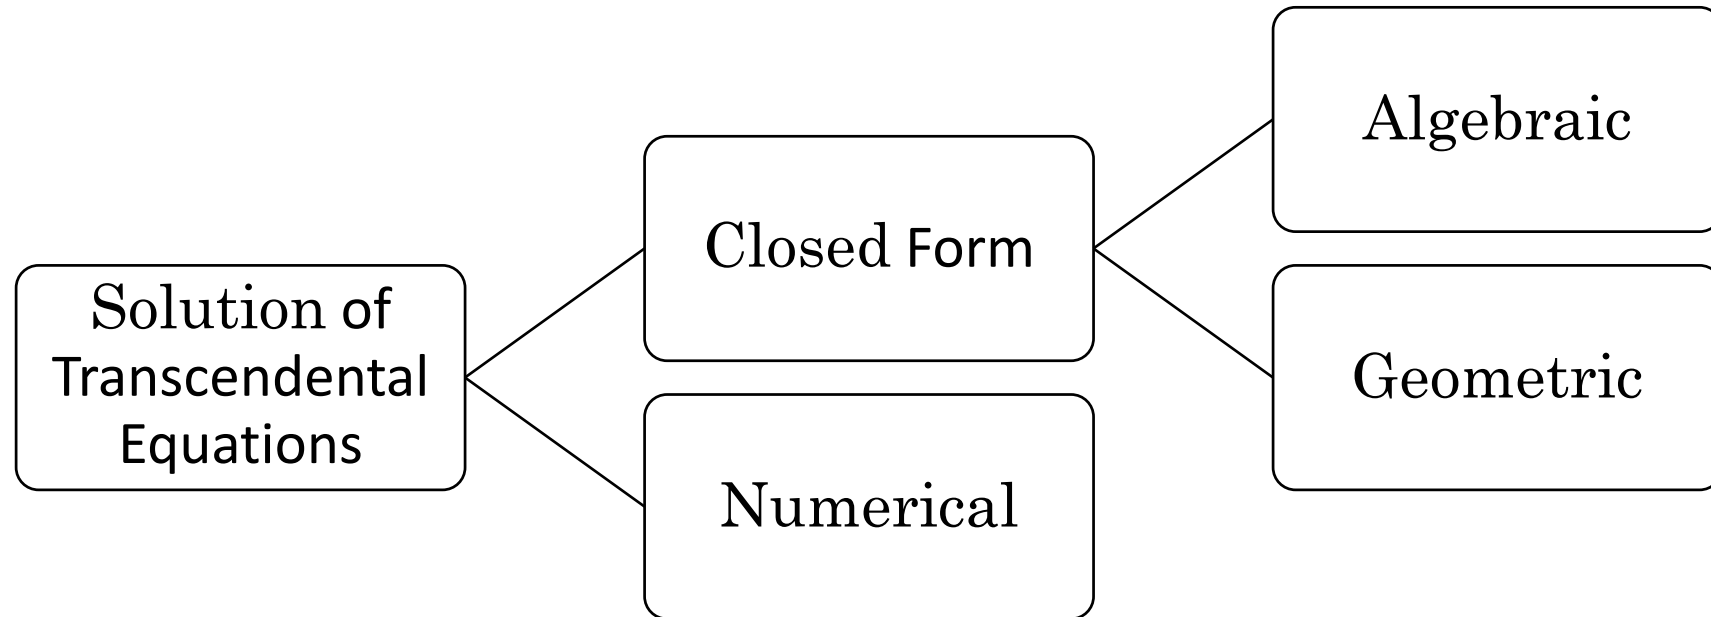 Solution of
Transcendental
Equations
Closed Form
Numerical
Algebraic
Geometric